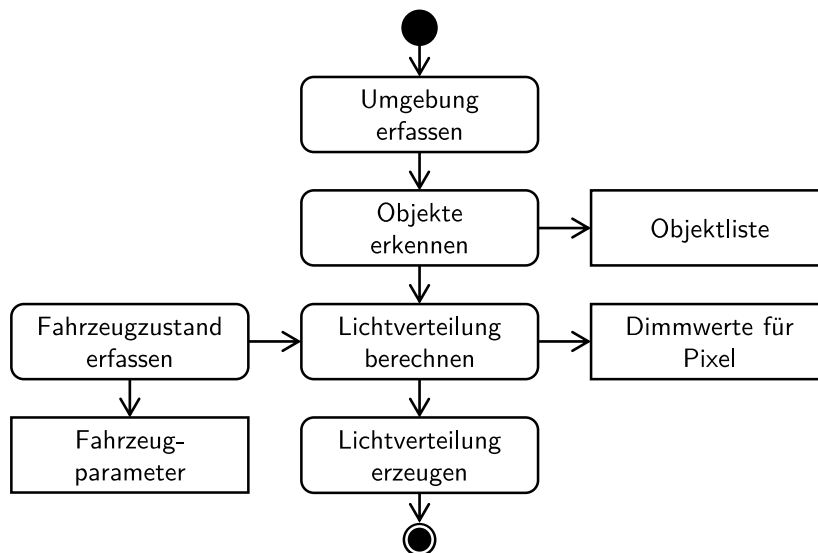 Umgebung
erfassen
Objekte
erkennen
Objektliste
Fahrzeugzustand
erfassen
Lichtverteilung
berechnen
Dimmwerte für
Pixel
Fahrzeug-
parameter
Lichtverteilung
erzeugen